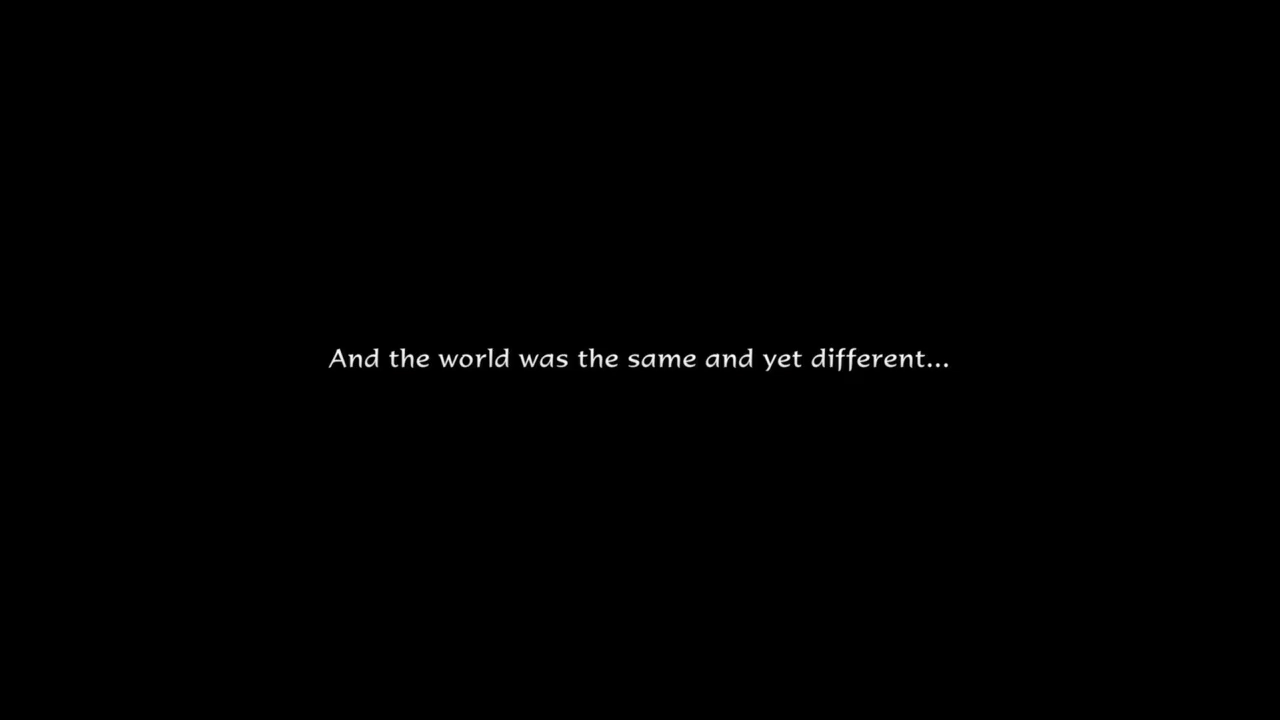 And the world was the same and yet different...